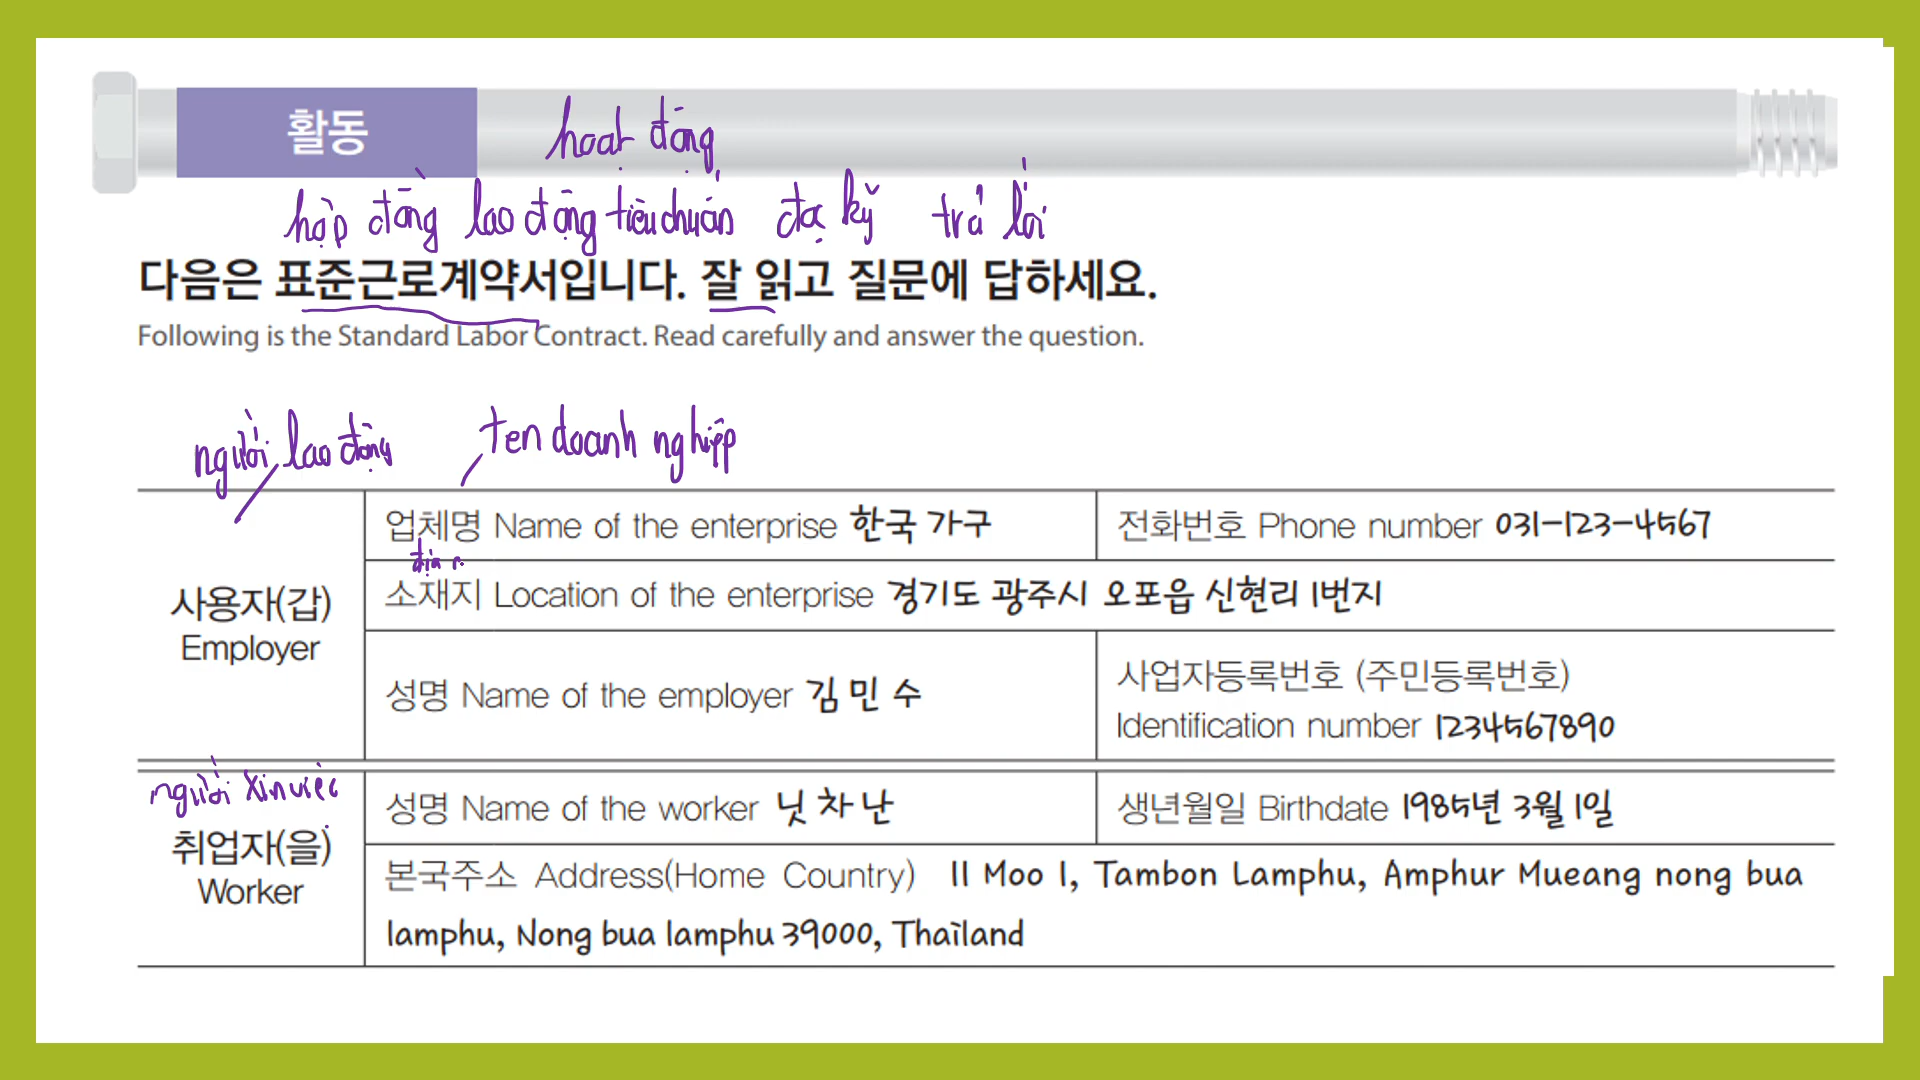 활동 hoạt động
hợp đồng lao động tiêu chuẩn đọc kỹ trả lời
다음은 표준근로계약서입니다. 잘 읽고 질문에 답하세요.
Following is the Standard Labor Contract. Read carefully and answer the question.
người lao động ten doanh nghiệp
업체명 Name of the enterprise 한국 가구
전화번호 Phone number 031-123-4567
địa
소재지 Location of the enterprise 경기도 광주시 오포읍 신현리 1번지
사용자(갑)
Employer
성명 Name of the employer 김 민 수
사업자등록번호 (주민등록번호)
Identification number 1234567890
người xin việc
취업자(을)
Worker
성명 Name of the worker 닛 차 난
생년월일 Birthdate 1985년 3월 1일
본국주소 Address(Home Country) 11 Moo 1, Tambon Lamphu, Amphur Mueang nong bua
lamphu, Nong bua lamphu 39000, Thailand